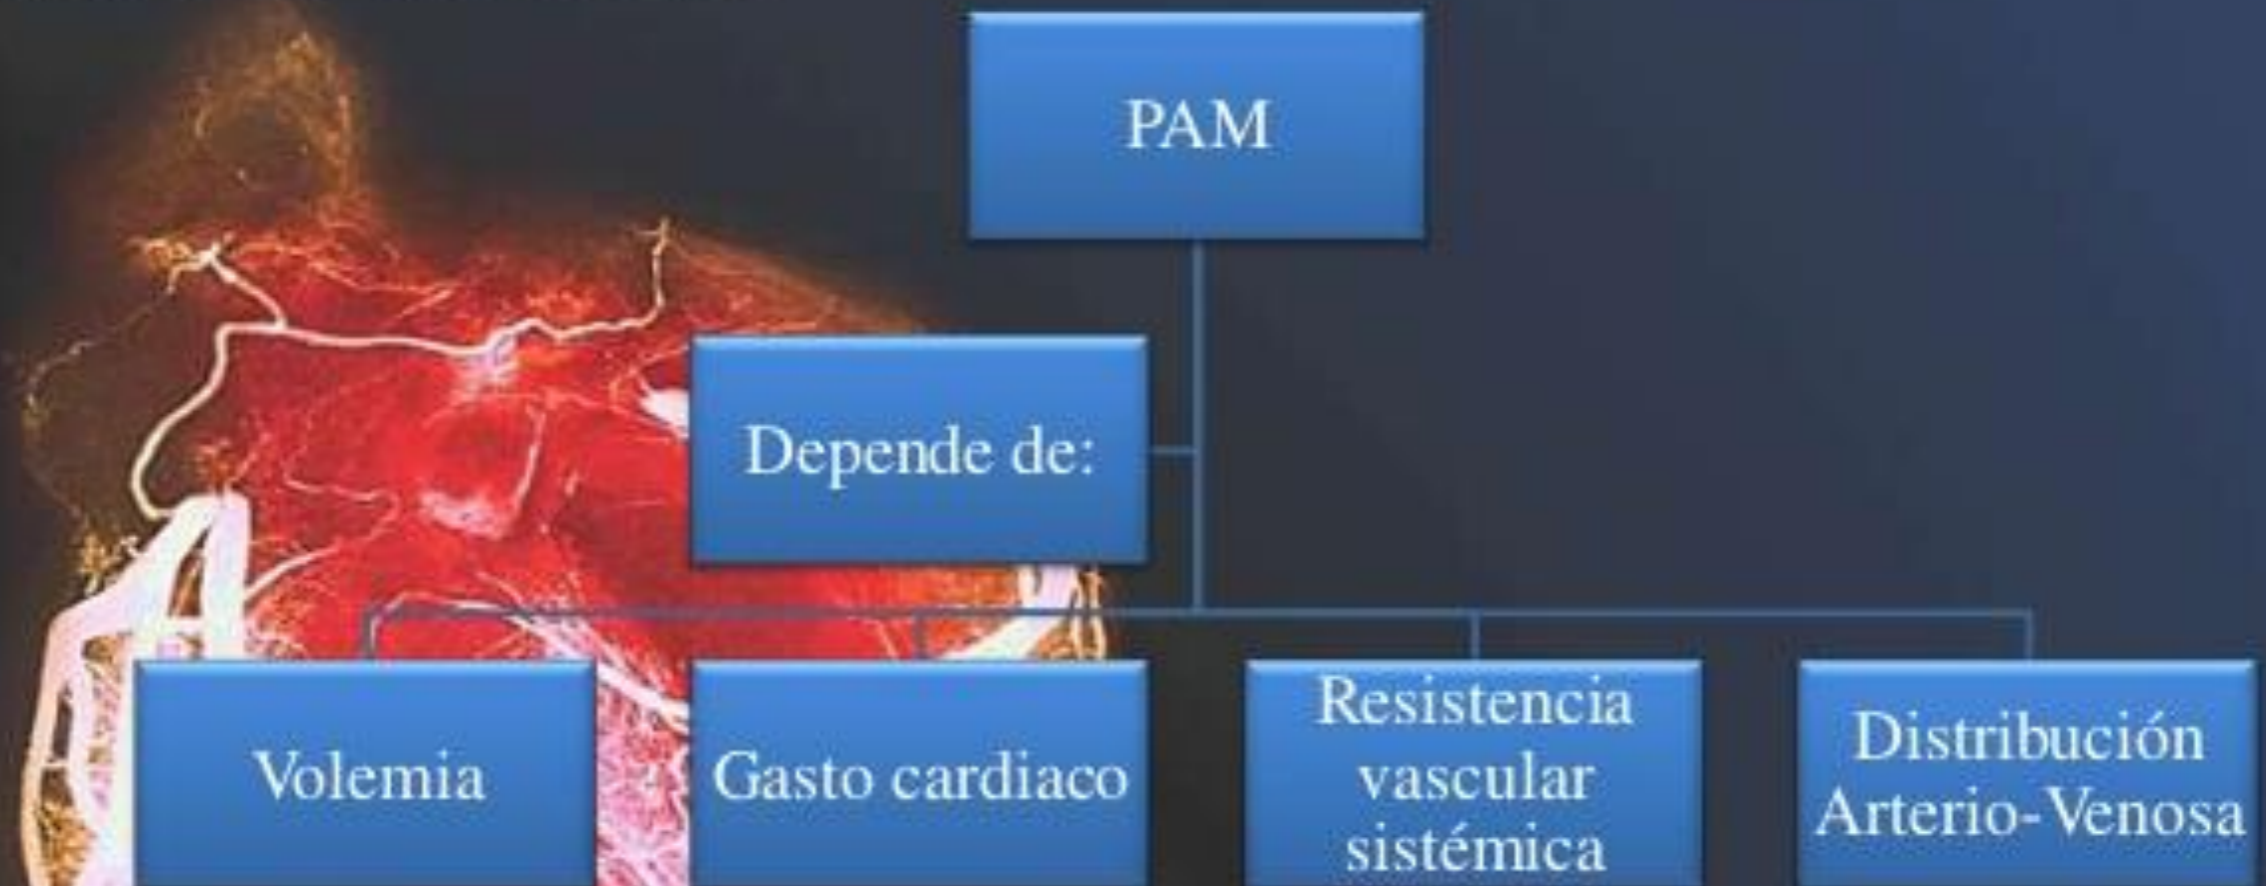 PAM
Depende de:
Volemia
Gasto cardiaco
Resistencia
vascular
sistémica
Distribución
Arterio-Venosa